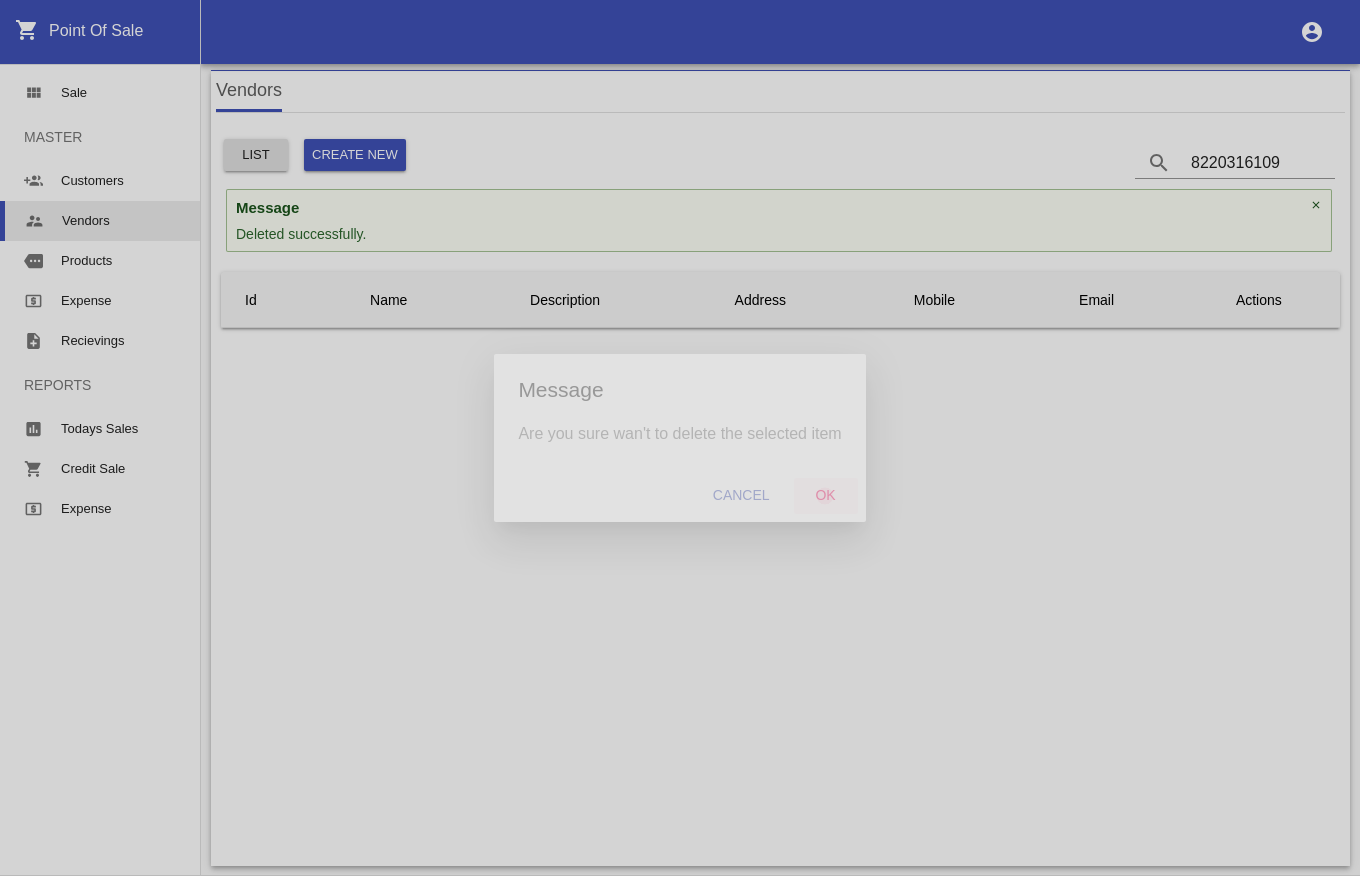 Point Of Sale
Sale
MASTER
Customers
Vendors
Products
Expense
Recievings
REPORTS
Todays Sales
Credit Sale
Expense
Vendors
LIST
CREATE NEW
8220316109
Message
×
Deleted successfully.
Id Name Description Address Mobile Email Actions
Message
Are you sure wan't to delete the selected item
CANCEL OK